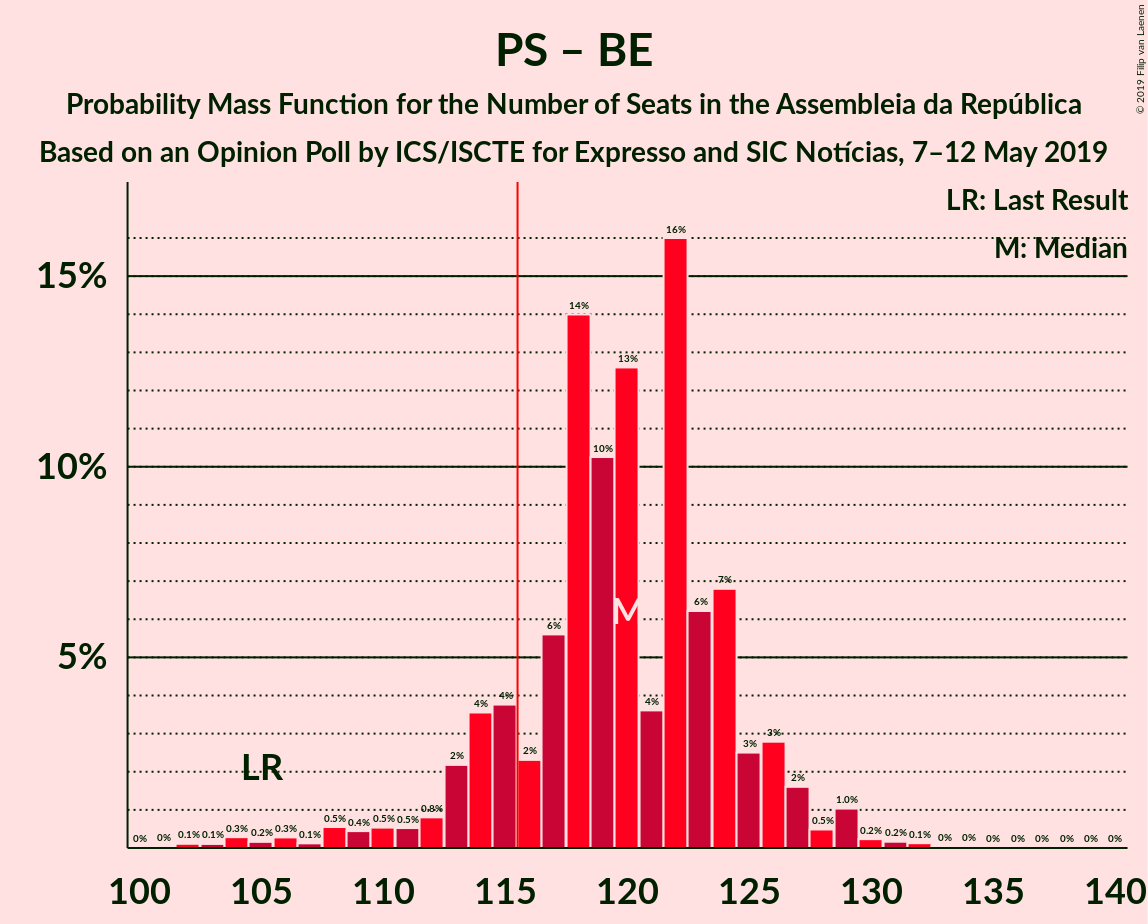 PS – BE
Probability Mass Function for the Number of Seats in the Assembleia da República
Based on an Opinion Poll by ICS/ISCTE for Expresso and SIC Notícias, 7–12 May 2019
© 2019 Filip van Laenen
LR: Last Result
M: Median
15%
10%
5%
0% 0% 0.1% 0.1% 0.3% 0.2% 0.3% 0.1% 0.5% 0.4% 0.5% 0.5% 0.8% 2% 4% 4% 2% 6% 14% 10% 13% 4% 16% 6% 7% 3% 3% 2% 0.5% 1.0% 0.2% 0.2% 0.1% 0% 0% 0% 0% 0% 0% 0% 0%
LR
M
100 105 110 115 120 125 130 135 140